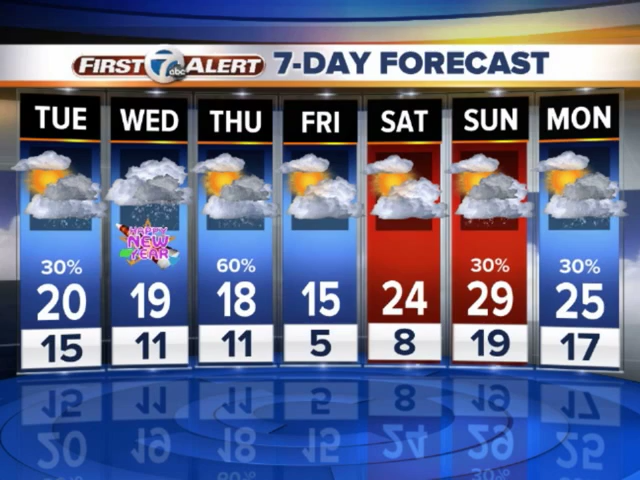 FIRST 7 abc ALERT 7-DAY FORECAST
TUE WED THU FRI SAT SUN MON
HAPPY
NEW
YEAR
30% 60% 30% 30%
20 19 18 15 24 29 25
15 11 11 5 8 19 17